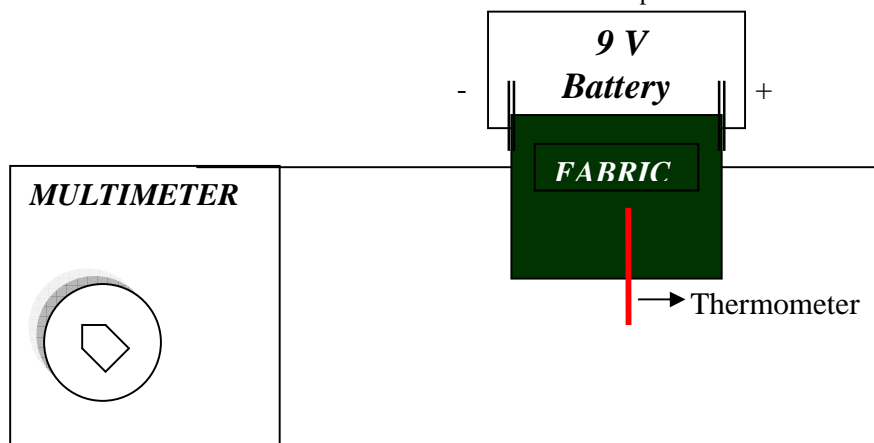 9 V
Battery
-
+
FABRIC
MULTIMETER
Thermometer